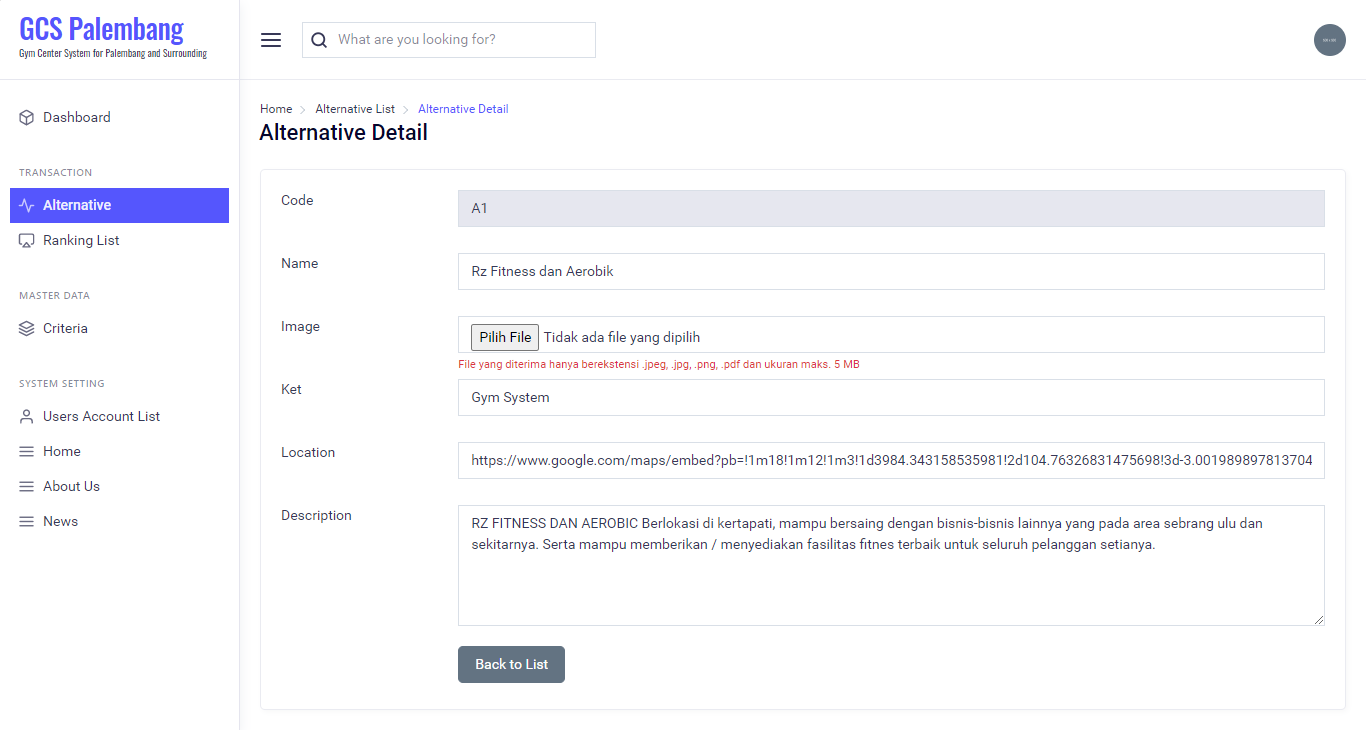 GCS Palembang
Gym Center System for Palembang and Surrounding
What are you looking for?
Dashboard
TRANSACTION
Alternative
Ranking List
MASTER DATA
Criteria
SYSTEM SETTING
Users Account List
Home
About Us
News
Home Alternative List Alternative Detail
Alternative Detail
Code
A1
Name
Rz Fitness dan Aerobik
Image
Pilih File Tidak ada file yang dipilih
File yang diterima hanya berekstensi .jpeg, .jpg, .png, .pdf dan ukuran maks. 5 MB
Ket
Gym System
Location
https://www.google.com/maps/embed?pb=!1m18!1m12!1m3!1d3984.343158535981!2d104.76326831475698!3d-3.001989897813704
Description
RZ FITNESS DAN AEROBIC Berlokasi di kertapati, mampu bersaing dengan bisnis-bisnis lainnya yang pada area sebrang ulu dan
sekitarnya. Serta mampu memberikan / menyediakan fasilitas fitnes terbaik untuk seluruh pelanggan setianya.
Back to List